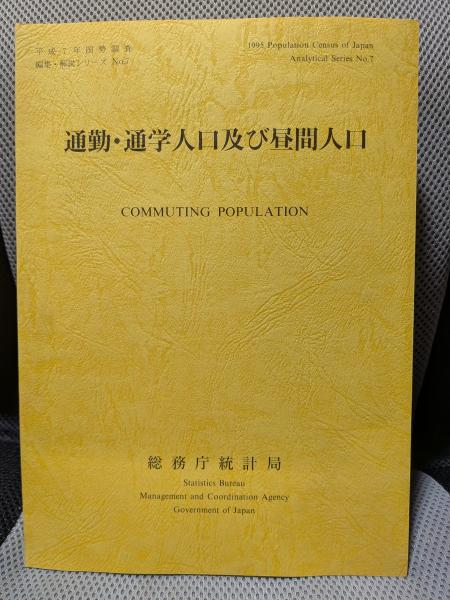 平成7年国勢調査
編集・解説シリーズ No.7
1995 Population Census of Japan
Analytical Series No.7
通勤・通学人口及び昼間人口
COMMUTING POPULATION
総務庁統計局
Statistics Bureau
Management and Coordination Agency
Government of Japan